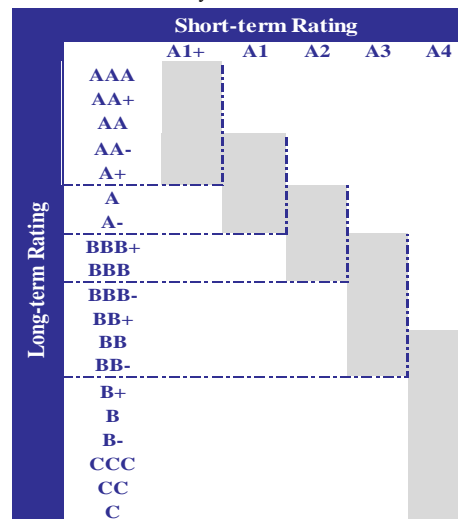 Short-term Rating
A1+ A1 A2 A3 A4
Long-term Rating
AAA
AA+
AA
AA-
A+
A
A-
BBB+
BBB
BBB-
BB+
BB
BB-
B+
B
B-
CCC
CC
C